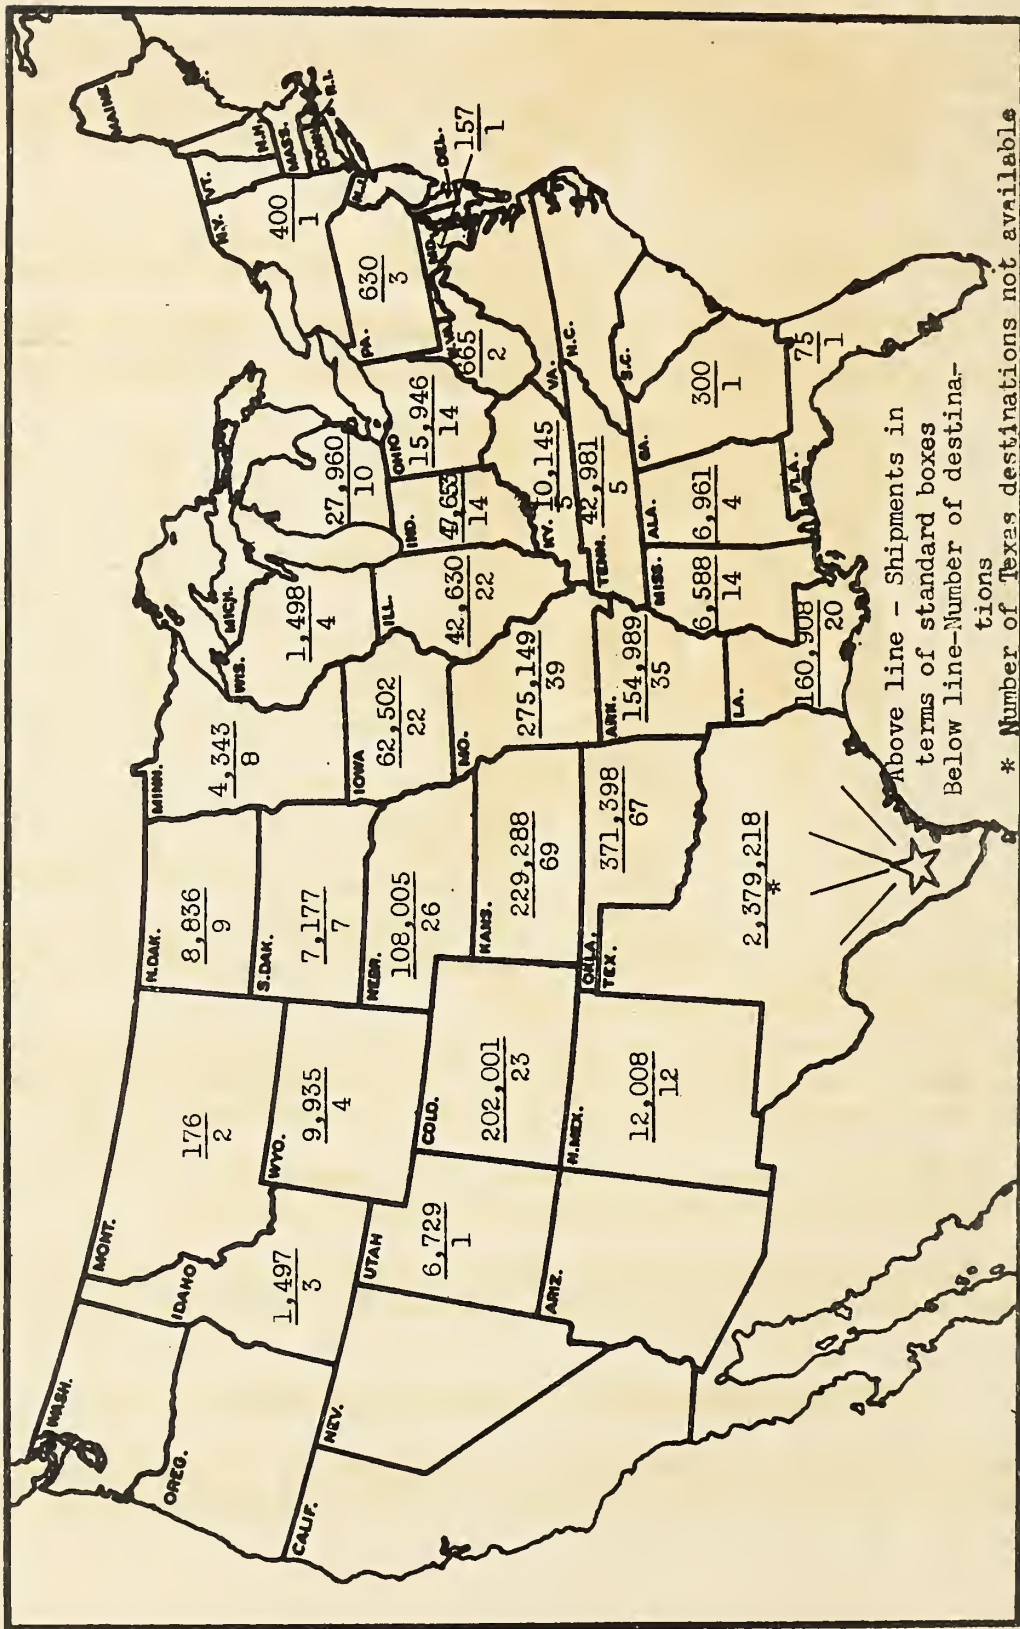 WASH.
OREG.
CALIF.
NEV.
IDAHO
1,497
3
MONT.
176
2
WYO.
9,935
4
UTAH
6,729
1
ARIZ.
COLO.
202,001
23
N.MEX.
12,008
12
N.DAK.
8,836
9
S.DAK.
7,177
7
NEBR.
108,005
26
KANS.
229,288
69
OKLA.
371,398
67
TEX.
2,379,218
*
MINN.
4,343
8
IOWA
62,502
22
MO.
275,149
39
ARK.
154,989
35
LA.
160,908
20
WIS.
1,498
4
MICH.
27,960
10
ILL.
42,630
22
IND.
47,653
14
OHIO
15,946
14
KY.
10,145
5
TENN.
42,981
5
MISS.
6,588
14
ALA.
6,961
4
GA.
300
1
FLA.
75
1
S.C.
N.C.
VA.
W.VA.
665
2
PA.
630
3
N.Y.
400
1
VT.
N.H.
MAINE
MASS.
CONN.
R.I.
N.J.
DEL.
MD.
157
1
Above line - Shipments in
terms of standard boxes
Below line-Number of destina-
tions
* Number of Texas destinations not available